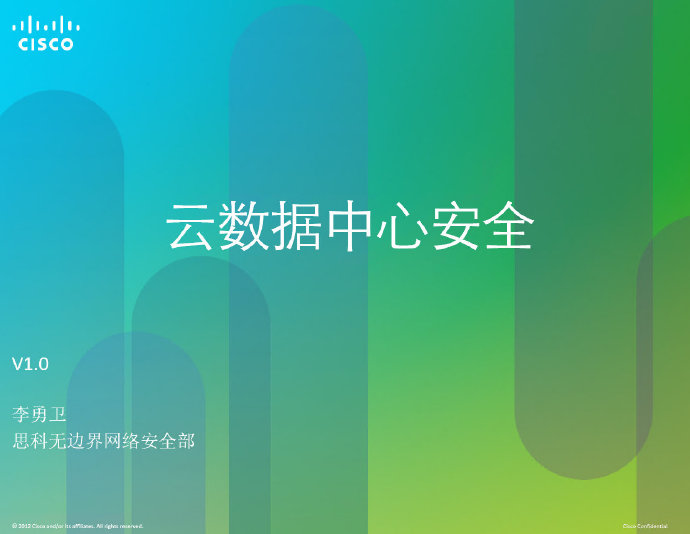 CISCO
云数据中心安全
V1.0
李勇卫
思科无边界网络安全部
© 2012 Cisco and/or its affiliates. All rights reserved.
Cisco Confidential